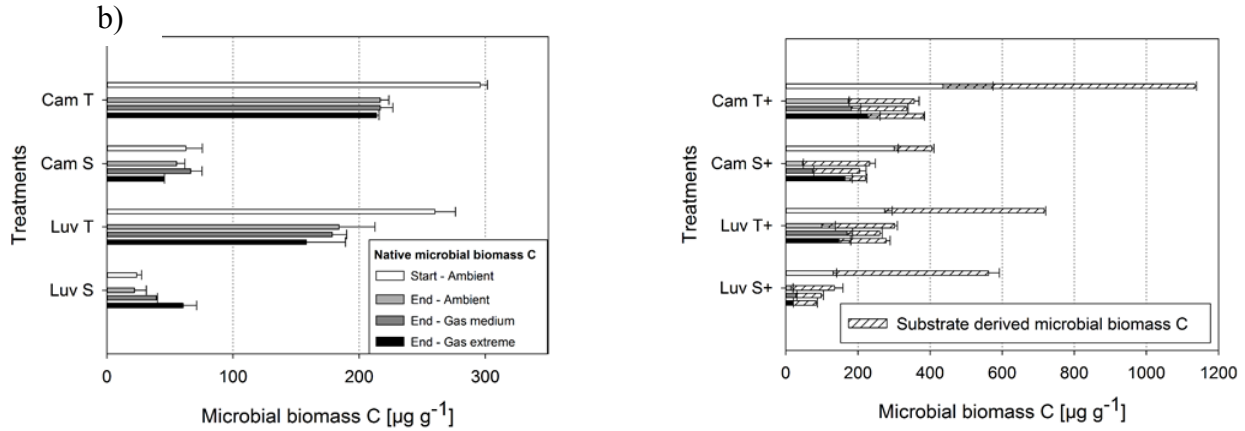 b)
Treatments
Cam T
Cam S
Luv T
Luv S
Native microbial biomass C
Start - Ambient
End - Ambient
End - Gas medium
End - Gas extreme
0 100 200 300
Microbial biomass C [µg g⁻¹]
Treatments
Cam T+
Cam S+
Luv T+
Luv S+
Substrate derived microbial biomass C
0 200 400 600 800 1000 1200
Microbial biomass C [µg g⁻¹]